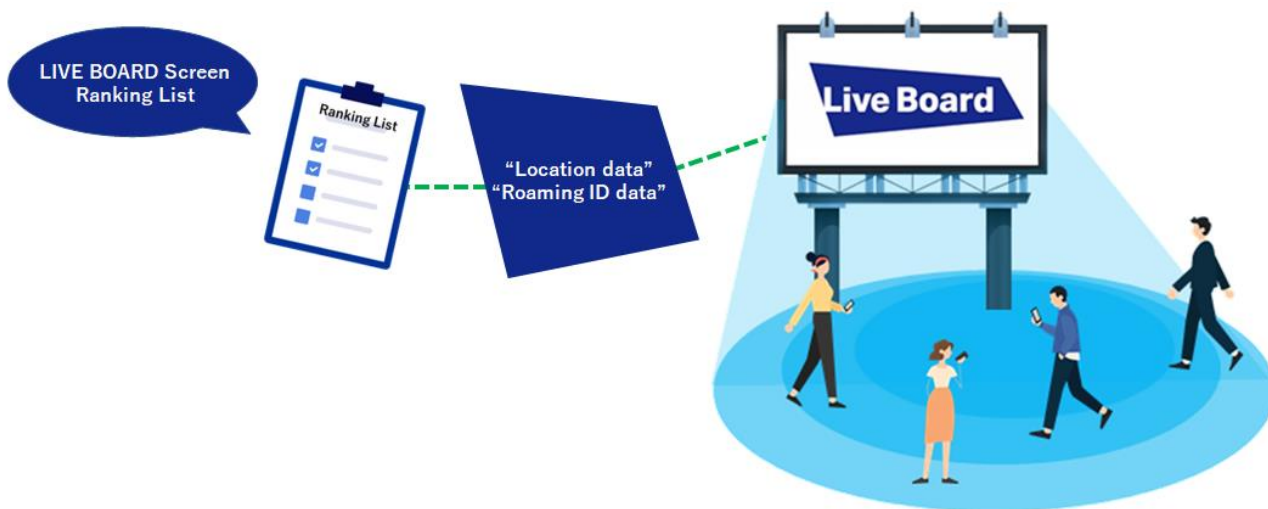 LIVE BOARD Screen
Ranking List
Ranking List
“Location data”
“Roaming ID data”
Live Board